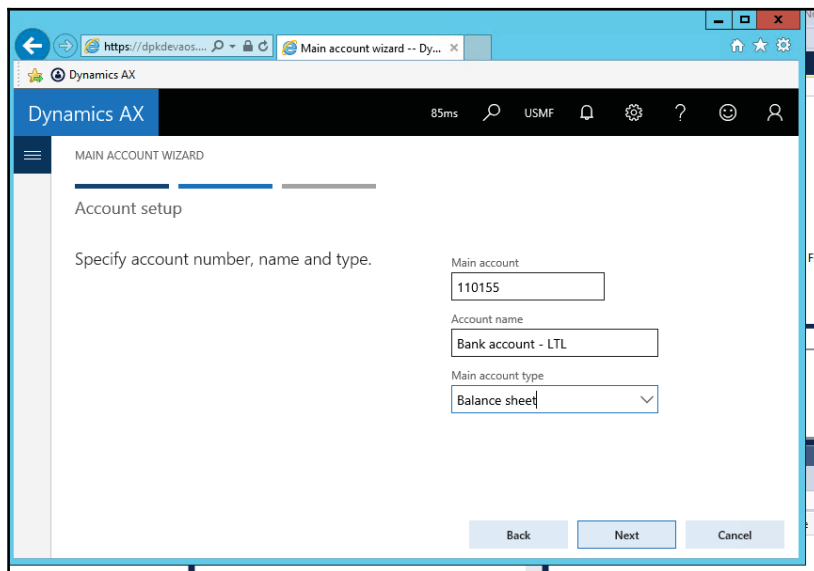 https://dpkdevaos....
Main account wizard -- Dy...
Dynamics AX
Dynamics AX
85ms
USMF
MAIN ACCOUNT WIZARD
Account setup
Specify account number, name and type.
Main account
110155
Account name
Bank account - LTL
Main account type
Balance sheet
Back
Next
Cancel